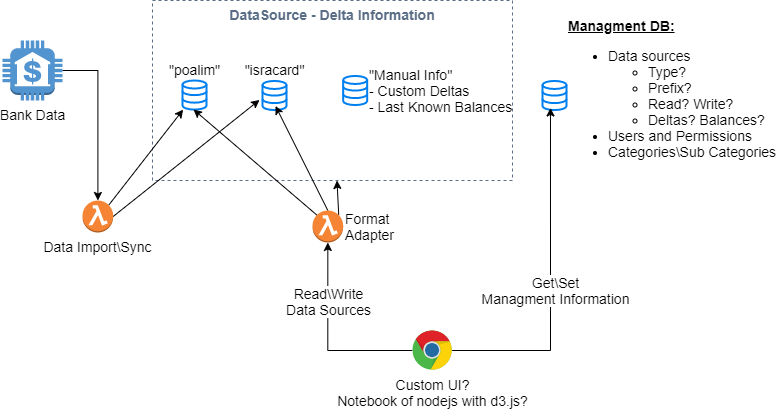 DataSource - Delta Information
Managment DB:
"poalim"
"isracard"
"Manual Info"
- Custom Deltas
- Last Known Balances
Data sources
Type?
Prefix?
Read? Write?
Deltas? Balances?
Users and Permissions
Categories\Sub Categories
Bank Data
Data Import\Sync
Format
Adapter
Read\Write
Data Sources
Get\Set
Managment Information
Custom UI?
Notebook of nodejs with d3.js?